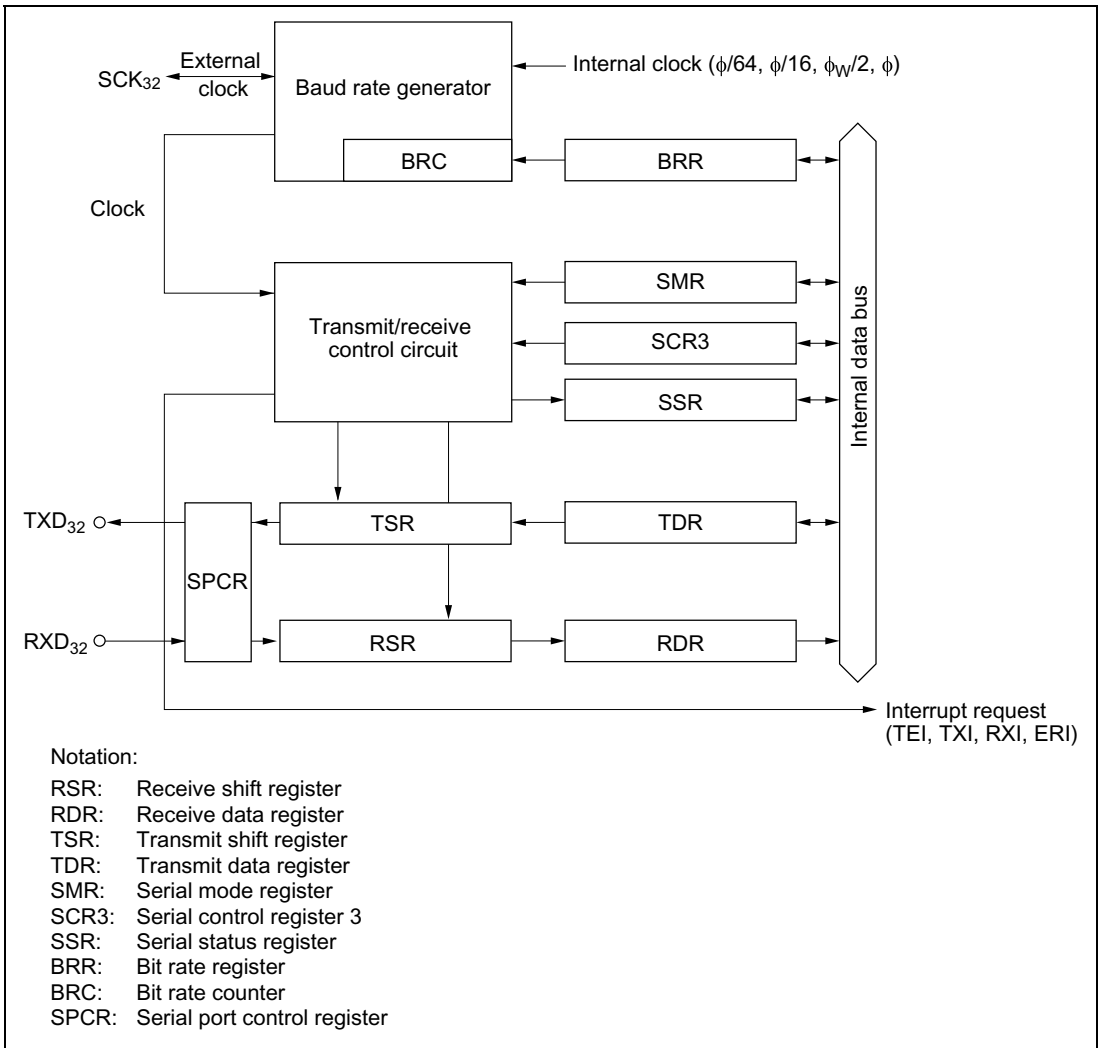 SCK32
External
clock
Baud rate generator
Internal clock (ϕ/64, ϕ/16, ϕW/2, ϕ)
BRC
BRR
Clock
Transmit/receive
control circuit
SMR
SCR3
SSR
Internal data bus
TXD32
TSR
TDR
SPCR
RXD32
RSR
RDR
Interrupt request
(TEI, TXI, RXI, ERI)
Notation:
RSR: Receive shift register
RDR: Receive data register
TSR: Transmit shift register
TDR: Transmit data register
SMR: Serial mode register
SCR3: Serial control register 3
SSR: Serial status register
BRR: Bit rate register
BRC: Bit rate counter
SPCR: Serial port control register